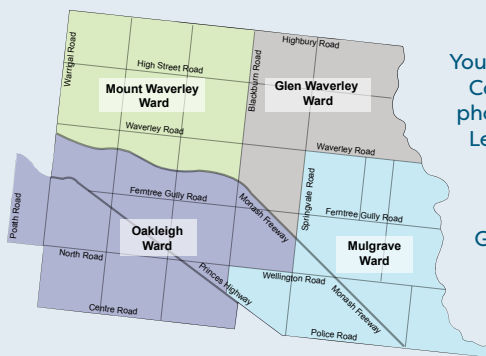 Highbury Road
Warrigal Road
High Street Road
Blackburn Road
Mount Waverley
Ward
Glen Waverley
Ward
Waverley Road
Waverley Road
Springvale Road
Poath Road
Ferntree Gully Road
Monash Freeway
Ferntree Gully Road
Oakleigh
Ward
Mulgrave
Ward
North Road
Princes Highway
Wellington Road
Monash Freeway
Centre Road
Police Road
You
Co
pho
Le
G